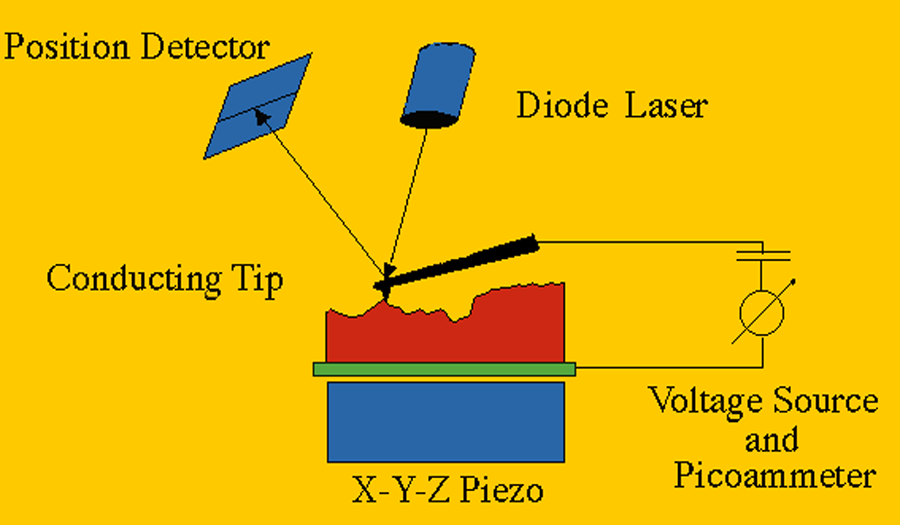 Position Detector
Diode Laser
Conducting Tip
Voltage Source
and
Picoammeter
X-Y-Z Piezo